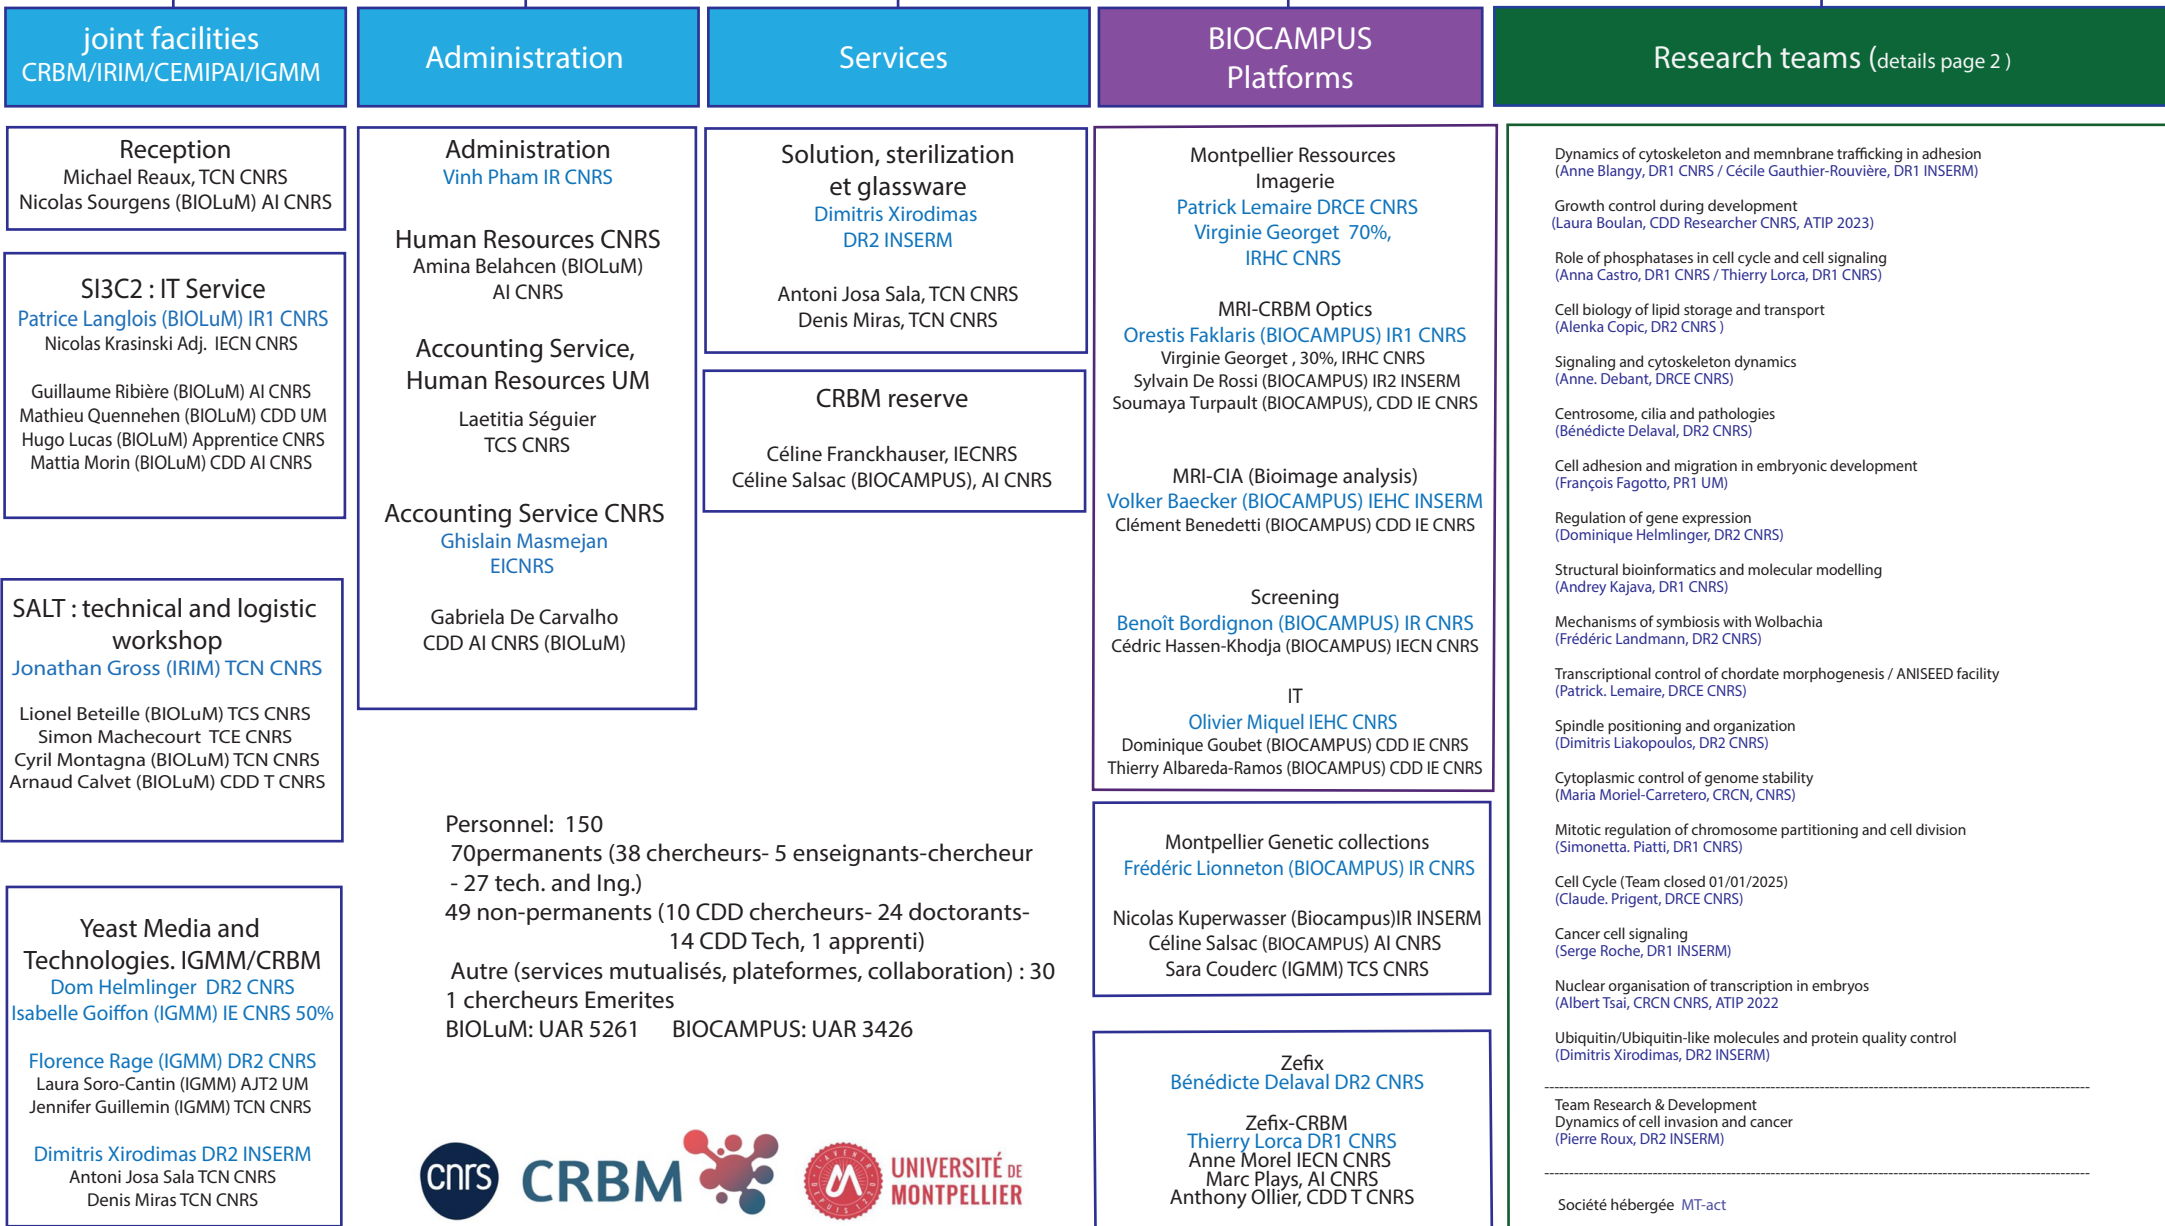 joint facilities
CRBM/IRIM/CEMIPAI/IGMM
Administration
Services
BIOCAMPUS
Platforms
Research teams (details page 2 )
Reception
Michael Reaux, TCN CNRS
Nicolas Sourgens (BIOLuM) AI CNRS
SI3C2 : IT Service
Patrice Langlois (BIOLuM) IR1 CNRS
Nicolas Krasinski Adj. IECN CNRS
Guillaume Ribière (BIOLuM) AI CNRS
Mathieu Quennehen (BIOLuM) CDD UM
Hugo Lucas (BIOLuM) Apprentice CNRS
Mattia Morin (BIOLuM) CDD AI CNRS
SALT : technical and logistic
workshop
Jonathan Gross (IRIM) TCN CNRS
Lionel Beteille (BIOLuM) TCS CNRS
Simon Machecourt TCE CNRS
Cyril Montagna (BIOLuM) TCN CNRS
Arnaud Calvet (BIOLuM) CDD T CNRS
Yeast Media and
Technologies. IGMM/CRBM
Dom Helmlinger DR2 CNRS
Isabelle Goiffon (IGMM) IE CNRS 50%
Florence Rage (IGMM) DR2 CNRS
Laura Soro-Cantin (IGMM) AJT2 UM
Jennifer Guillemin (IGMM) TCN CNRS
Dimitris Xirodimas DR2 INSERM
Antoni Josa Sala TCN CNRS
Denis Miras TCN CNRS
Administration
Vinh Pham IR CNRS
Human Resources CNRS
Amina Belahcen (BIOLuM)
AI CNRS
Accounting Service,
Human Resources UM
Laetitia Séguier
TCS CNRS
Accounting Service CNRS
Ghislain Masmejan
EICNRS
Gabriela De Carvalho
CDD AI CNRS (BIOLuM)
Solution, sterilization
et glassware
Dimitris Xirodimas
DR2 INSERM
Antoni Josa Sala, TCN CNRS
Denis Miras, TCN CNRS
CRBM reserve
Céline Franckhauser, IECNRS
Céline Salsac (BIOCAMPUS), AI CNRS
Personnel: 150
70permanents (38 chercheurs- 5 enseignants-chercheur
- 27 tech. and Ing.)
49 non-permanents (10 CDD chercheurs- 24 doctorants-
14 CDD Tech, 1 apprenti)
Autre (services mutualisés, plateformes, collaboration) : 30
1 chercheurs Emerites
BIOLuM: UAR 5261 BIOCAMPUS: UAR 3426
cnrs
CRBM
UNIVERSITÉ DE
MONTPELLIER
Montpellier Ressources
Imagerie
Patrick Lemaire DRCE CNRS
Virginie Georget 70%,
IRHC CNRS
MRI-CRBM Optics
Orestis Faklaris (BIOCAMPUS) IR1 CNRS
Virginie Georget , 30%, IRHC CNRS
Sylvain De Rossi (BIOCAMPUS) IR2 INSERM
Soumaya Turpault (BIOCAMPUS), CDD IE CNRS
MRI-CIA (Bioimage analysis)
Volker Baecker (BIOCAMPUS) IEHC INSERM
Clément Benedetti (BIOCAMPUS) CDD IE CNRS
Screening
Benoît Bordignon (BIOCAMPUS) IR CNRS
Cédric Hassen-Khodja (BIOCAMPUS) IECN CNRS
IT
Olivier Miquel IEHC CNRS
Dominique Goubet (BIOCAMPUS) CDD IE CNRS
Thierry Albareda-Ramos (BIOCAMPUS) CDD IE CNRS
Montpellier Genetic collections
Frédéric Lionneton (BIOCAMPUS) IR CNRS
Nicolas Kuperwasser (Biocampus)IR INSERM
Céline Salsac (BIOCAMPUS) AI CNRS
Sara Couderc (IGMM) TCS CNRS
Zefix
Bénédicte Delaval DR2 CNRS
Zefix-CRBM
Thierry Lorca DR1 CNRS
Anne Morel IECN CNRS
Marc Plays, AI CNRS
Anthony Ollier, CDD T CNRS
Dynamics of cytoskeleton and memnbrane trafficking in adhesion
(Anne Blangy, DR1 CNRS / Cécile Gauthier-Rouvière, DR1 INSERM)
Growth control during development
(Laura Boulan, CDD Researcher CNRS, ATIP 2023)
Role of phosphatases in cell cycle and cell signaling
(Anna Castro, DR1 CNRS / Thierry Lorca, DR1 CNRS)
Cell biology of lipid storage and transport
(Alenka Copic, DR2 CNRS )
Signaling and cytoskeleton dynamics
(Anne. Debant, DRCE CNRS)
Centrosome, cilia and pathologies
(Bénédicte Delaval, DR2 CNRS)
Cell adhesion and migration in embryonic development
(François Fagotto, PR1 UM)
Regulation of gene expression
(Dominique Helmlinger, DR2 CNRS)
Structural bioinformatics and molecular modelling
(Andrey Kajava, DR1 CNRS)
Mechanisms of symbiosis with Wolbachia
(Frédéric Landmann, DR2 CNRS)
Transcriptional control of chordate morphogenesis / ANISEED facility
(Patrick. Lemaire, DRCE CNRS)
Spindle positioning and organization
(Dimitris Liakopoulos, DR2 CNRS)
Cytoplasmic control of genome stability
(Maria Moriel-Carretero, CRCN, CNRS)
Mitotic regulation of chromosome partitioning and cell division
(Simonetta. Piatti, DR1 CNRS)
Cell Cycle (Team closed 01/01/2025)
(Claude. Prigent, DRCE CNRS)
Cancer cell signaling
(Serge Roche, DR1 INSERM)
Nuclear organisation of transcription in embryos
(Albert Tsai, CRCN CNRS, ATIP 2022
Ubiquitin/Ubiquitin-like molecules and protein quality control
(Dimitris Xirodimas, DR2 INSERM)
Team Research & Development
Dynamics of cell invasion and cancer
(Pierre Roux, DR2 INSERM)
Société hébergée MT-act